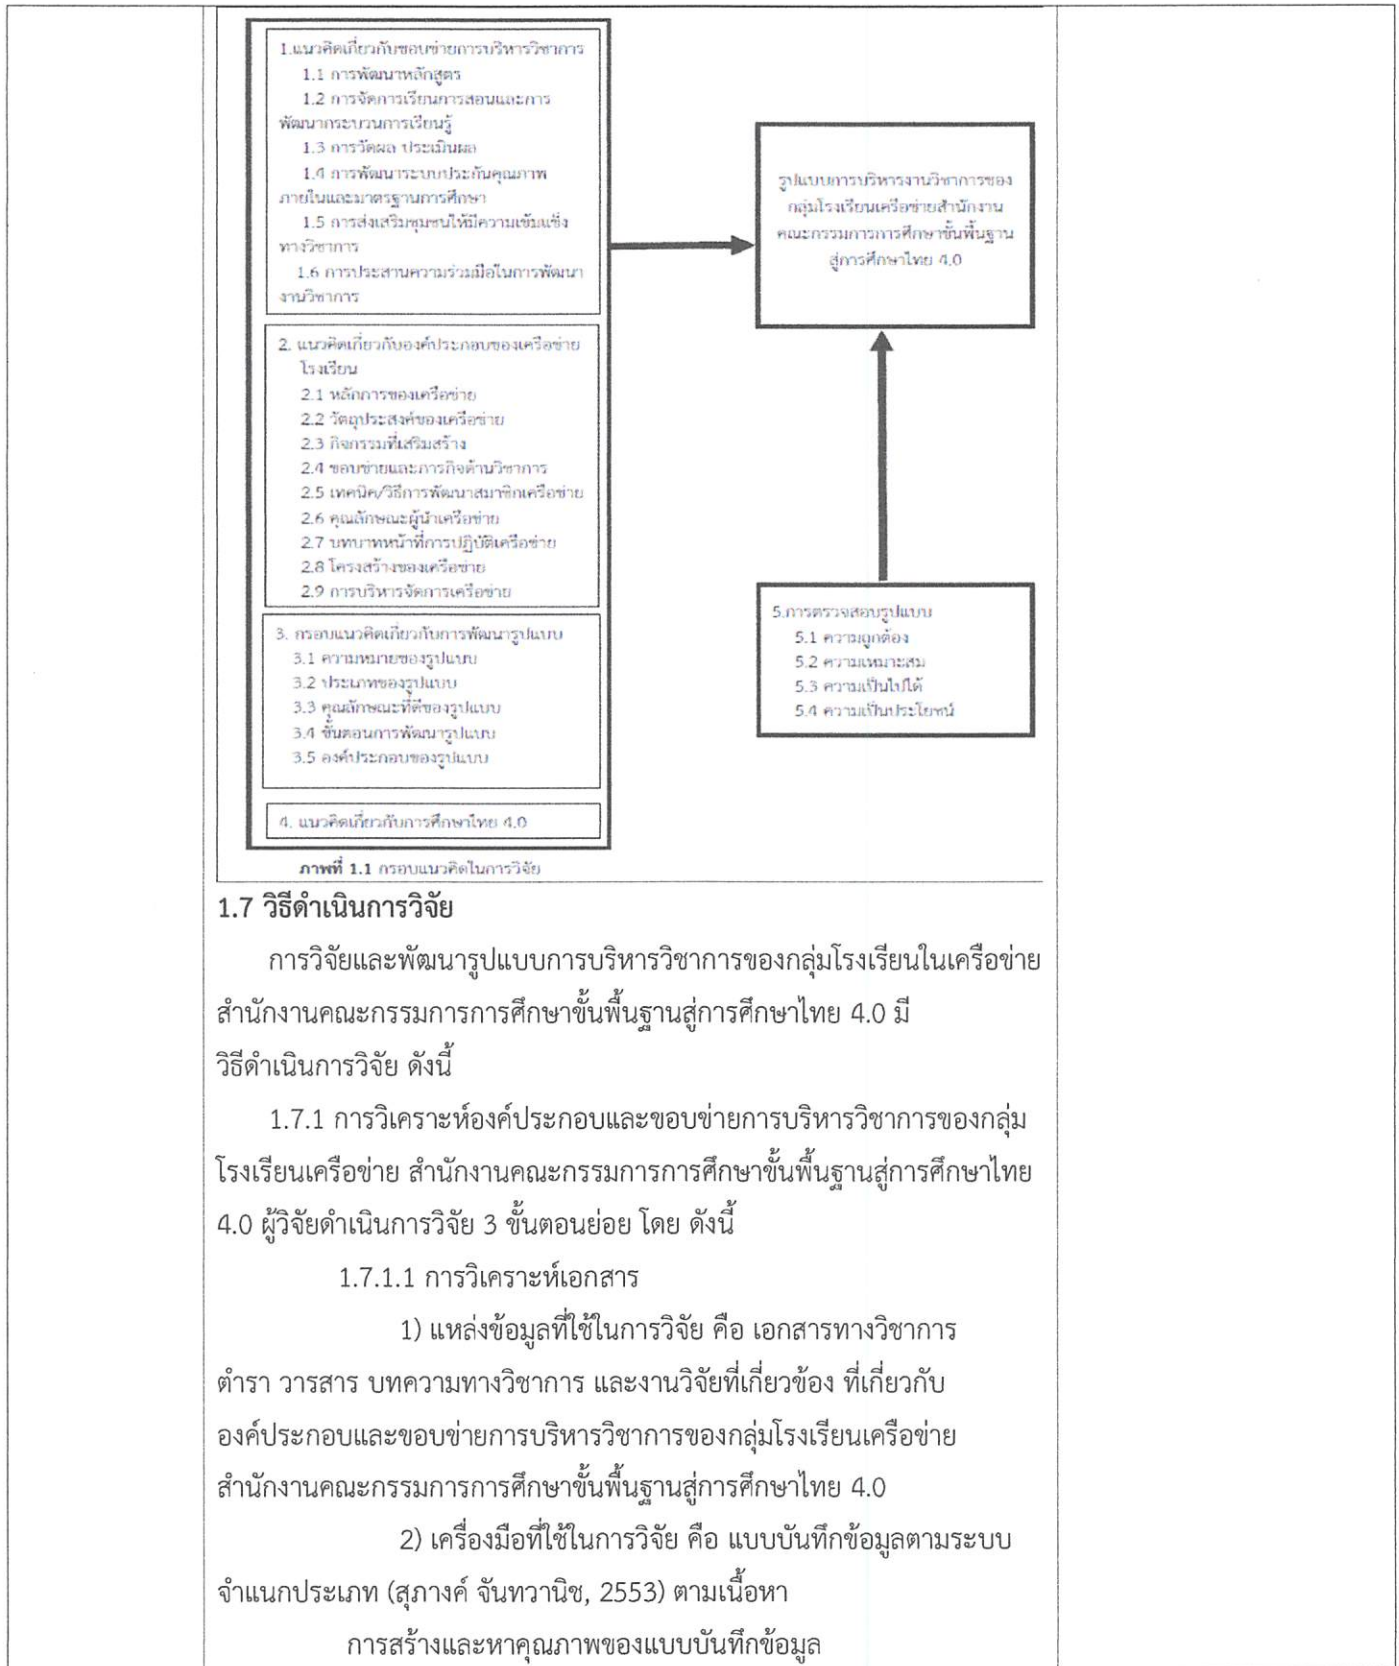 1.แนวคิดเกี่ยวกับขอบข่ายการบริหารวิชาการ
1.1 การพัฒนาหลักสูตร
1.2 การจัดการเรียนการสอนและการ
พัฒนากระบวนการเรียนรู้
1.3 การวัดผล ประเมินผล
1.4 การพัฒนาระบบประกันคุณภาพ
ภายในและมาตรฐานการศึกษา
1.5 การส่งเสริมชุมชนให้มีความเข้มแข็ง
ทางวิชาการ
1.6 การประสานความร่วมมือในการพัฒนา
งานวิชาการ
2. แนวคิดเกี่ยวกับองค์ประกอบของเครือข่าย
โรงเรียน
2.1 หลักการของเครือข่าย
2.2 วัตถุประสงค์ของเครือข่าย
2.3 กิจกรรมที่เสริมสร้าง
2.4 ขอบข่ายและภารกิจด้านวิชาการ
2.5 เทคนิค/วิธีการพัฒนาสมาชิกเครือข่าย
2.6 คุณลักษณะผู้นำเครือข่าย
2.7 บทบาทหน้าที่การปฏิบัติเครือข่าย
2.8 โครงสร้างของเครือข่าย
2.9 การบริหารจัดการเครือข่าย
3. กรอบแนวคิดเกี่ยวกับการพัฒนารูปแบบ
3.1 ความหมายของรูปแบบ
3.2 ประเภทของรูปแบบ
3.3 คุณลักษณะที่ดีของรูปแบบ
3.4 ขั้นตอนการพัฒนารูปแบบ
3.5 องค์ประกอบของรูปแบบ
4. แนวคิดเกี่ยวกับการศึกษาไทย 4.0
รูปแบบการบริหารงานวิชาการของ
กลุ่มโรงเรียนเครือข่ายสำนักงาน
คณะกรรมการการศึกษาขั้นพื้นฐาน
สู่การศึกษาไทย 4.0
5.การตรวจสอบรูปแบบ
5.1 ความถูกต้อง
5.2 ความเหมาะสม
5.3 ความเป็นไปได้
5.4 ความเป็นประโยชน์
ภาพที่ 1.1 กรอบแนวคิดในการวิจัย
1.7 วิธีดำเนินการวิจัย
การวิจัยและพัฒนารูปแบบการบริหารวิชาการของกลุ่มโรงเรียนในเครือข่าย
สำนักงานคณะกรรมการการศึกษาขั้นพื้นฐานสู่การศึกษาไทย 4.0 มี
วิธีดำเนินการวิจัย ดังนี้
1.7.1 การวิเคราะห์องค์ประกอบและขอบข่ายการบริหารวิชาการของกลุ่ม
โรงเรียนเครือข่าย สำนักงานคณะกรรมการการศึกษาขั้นพื้นฐานสู่การศึกษาไทย
4.0 ผู้วิจัยดำเนินการวิจัย 3 ขั้นตอนย่อย โดย ดังนี้
1.7.1.1 การวิเคราะห์เอกสาร
1) แหล่งข้อมูลที่ใช้ในการวิจัย คือ เอกสารทางวิชาการ
ตำรา วารสาร บทความทางวิชาการ และงานวิจัยที่เกี่ยวข้อง ที่เกี่ยวกับ
องค์ประกอบและขอบข่ายการบริหารวิชาการของกลุ่มโรงเรียนเครือข่าย
สำนักงานคณะกรรมการการศึกษาขั้นพื้นฐานสู่การศึกษาไทย 4.0
2) เครื่องมือที่ใช้ในการวิจัย คือ แบบบันทึกข้อมูลตามระบบ
จำแนกประเภท (สุภางค์ จันทวานิช, 2553) ตามเนื้อหา
การสร้างและหาคุณภาพของแบบบันทึกข้อมูล